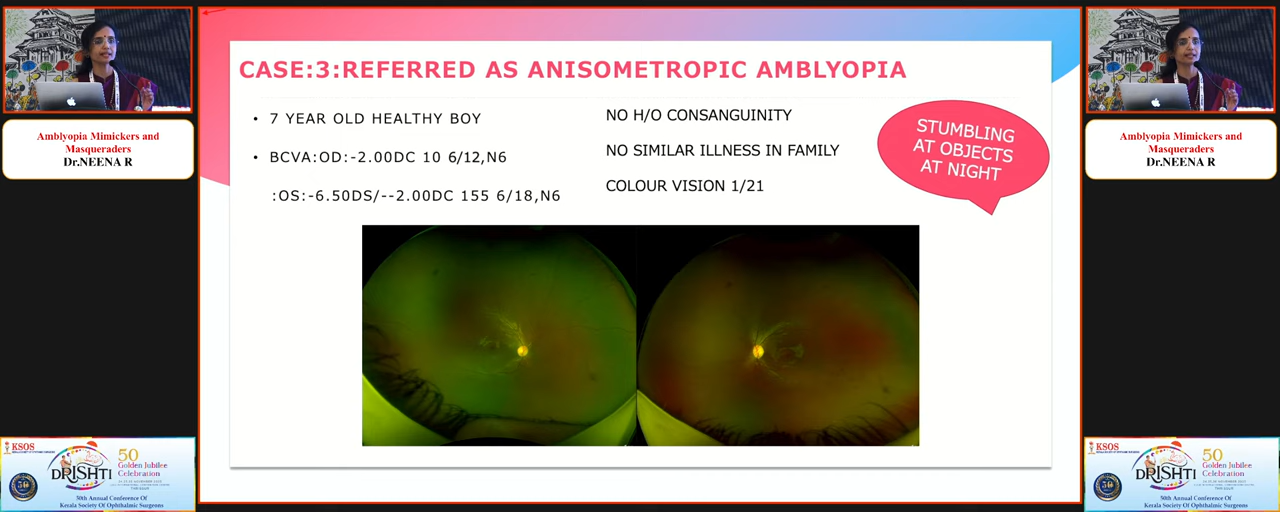 CASE:3:REFERRED AS ANISOMETROPIC AMBLYOPIA
• 7 YEAR OLD HEALTHY BOY
• BCVA:OD:-2.00DC 10 6/12,N6
:OS:-6.50DS/--2.00DC 155 6/18,N6
NO H/O CONSANGUINITY
NO SIMILAR ILLNESS IN FAMILY
COLOUR VISION 1/21
STUMBLING
AT OBJECTS
AT NIGHT
Amblyopia Mimickers and
Masqueraders
Dr.NEENA R
Amblyopia Mimickers and
Masqueraders
Dr.NEENA R
KSOS
DRISHTI
50
Golden Jubilee
Celebration
50th Annual Conference Of
Kerala Society Of Ophthalmic Surgeons
KSOS
DRISHTI
50
Golden Jubilee
Celebration
50th Annual Conference Of
Kerala Society Of Ophthalmic Surgeons